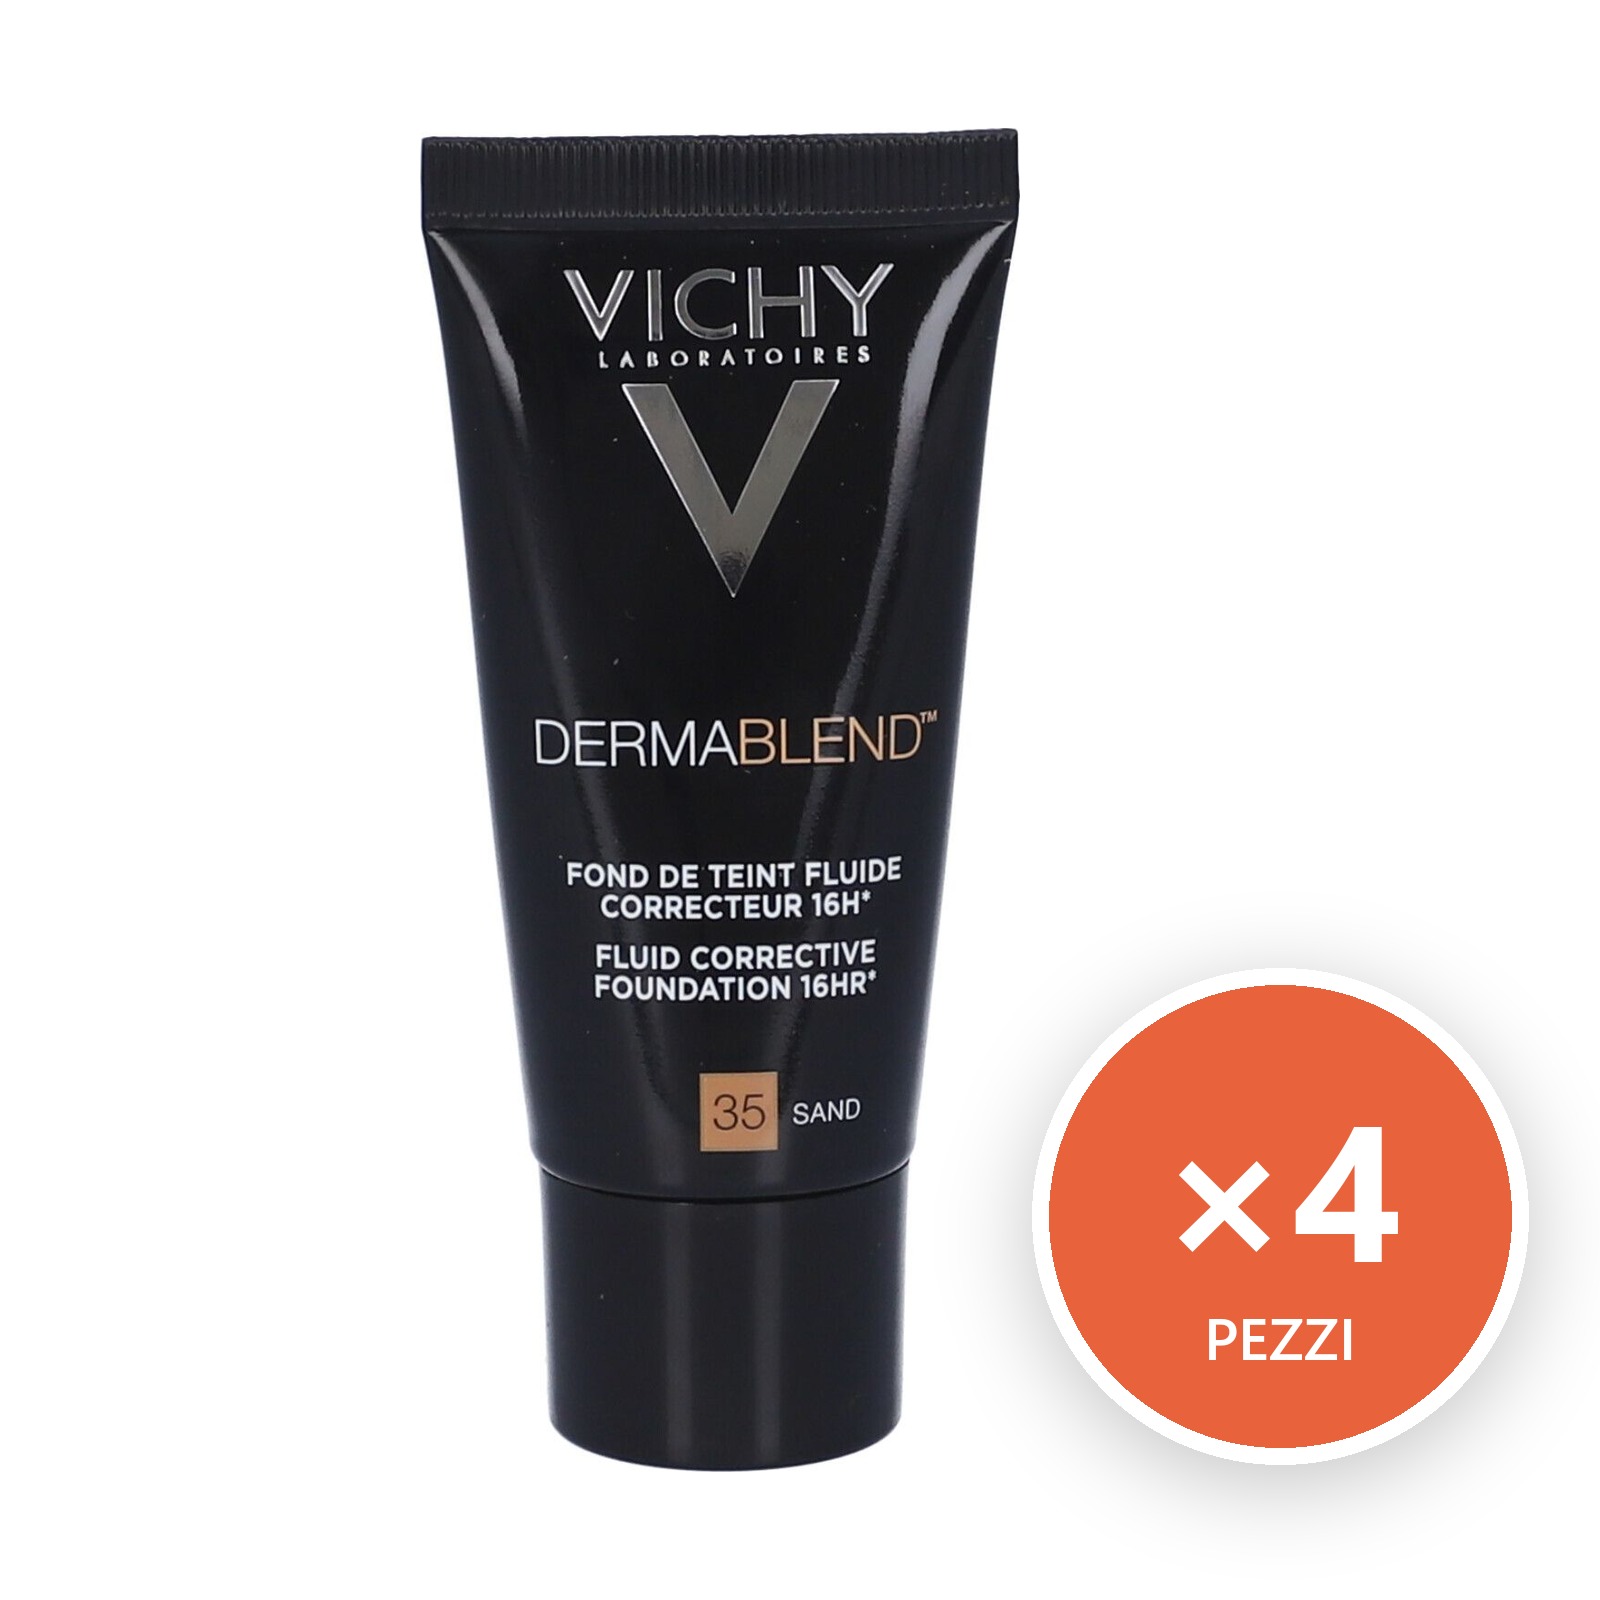 VICHY
LABORATOIRES
V
DERMABLEND™
FOND DE TEINT FLUIDE
CORRECTEUR 16H*
FLUID CORRECTIVE
FOUNDATION 16HR*
35 SAND
×4
PEZZI